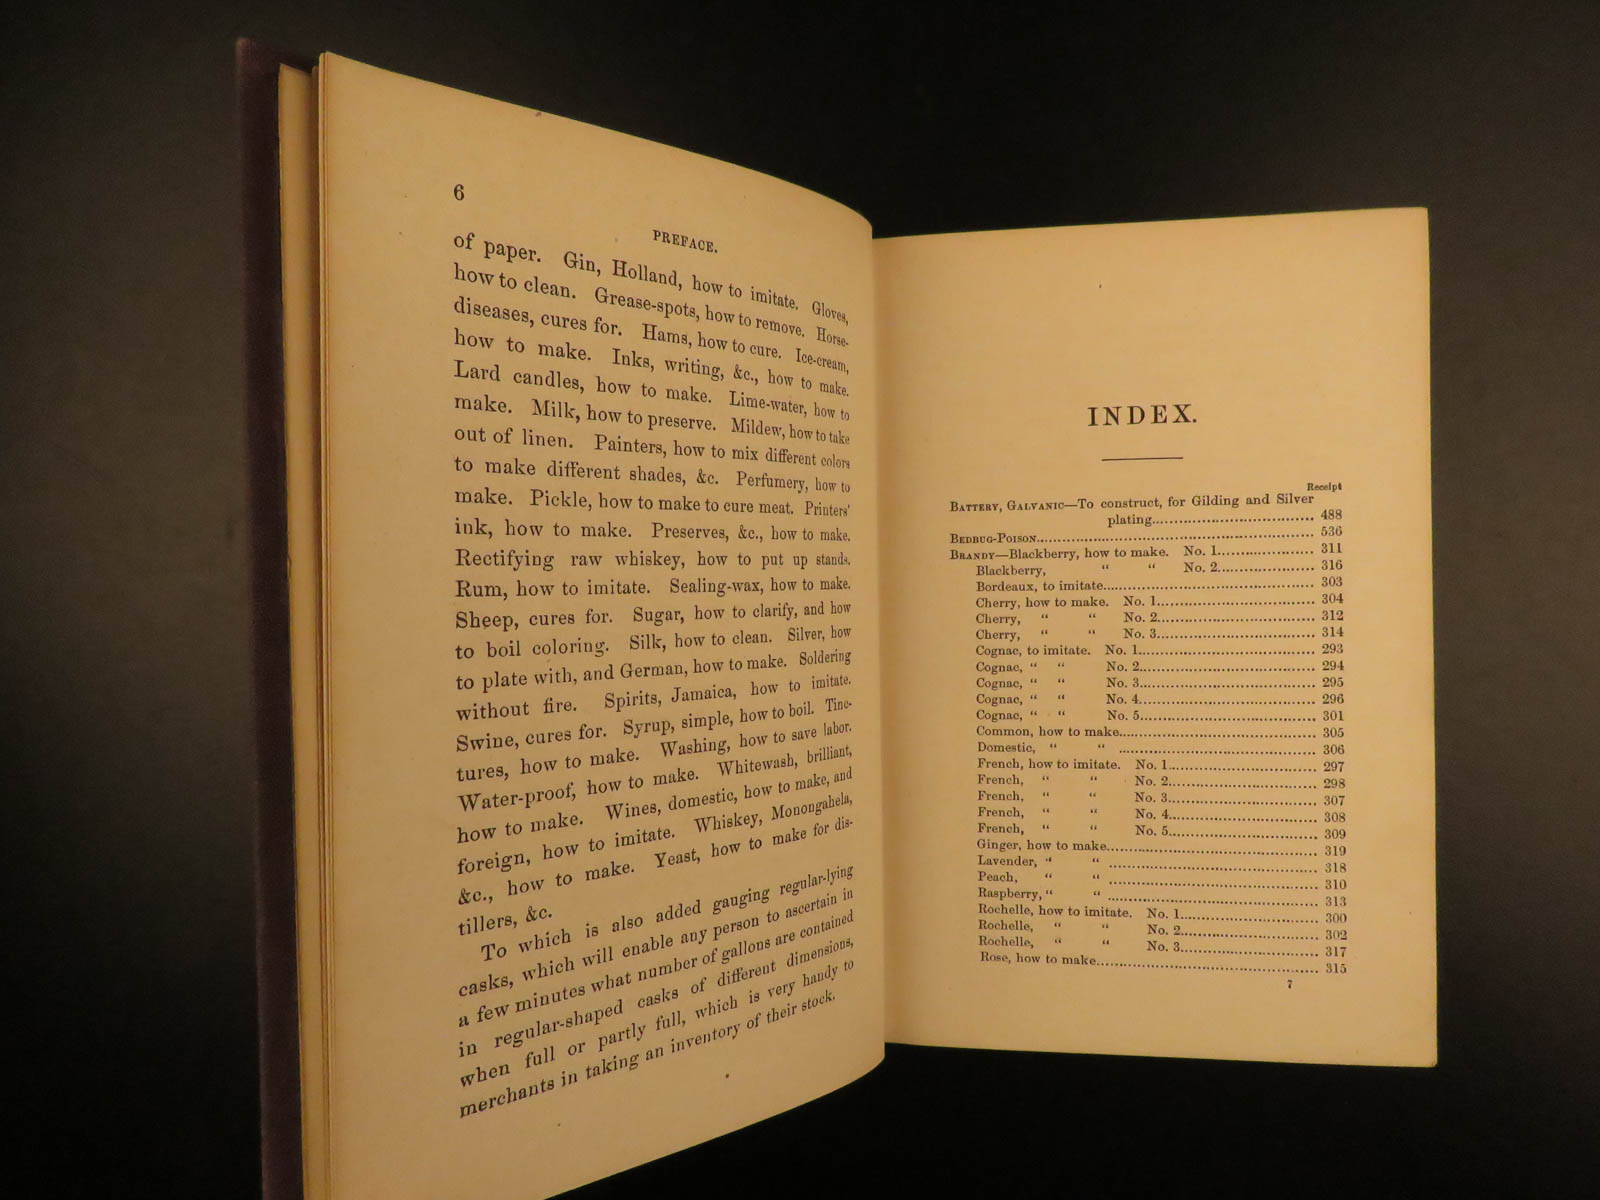 6
PREFACE.
of paper. Gin, Holland, how to imitate. Gloves,
how to clean. Grease-spots, how to remove. Horse-
diseases, cures for. Hams, how to cure. Ice-cream,
how to make. Inks, writing, &c., how to make.
Lard candles, how to make. Lime-water, how to
make. Milk, how to preserve. Mildew, how to take
out of linen. Painters, how to mix different colors
to make different shades, &c. Perfumery, how to
make. Pickle, how to make to cure meat. Printers'
ink, how to make. Preserves, &c., how to make.
Rectifying raw whiskey, how to put up stands.
Rum, how to imitate. Sealing-wax, how to make.
Sheep, cures for. Sugar, how to clarify, and how
to boil coloring. Silk, how to clean. Silver, how
to plate with, and German, how to make. Soldering
without fire. Spirits, Jamaica, how to imitate.
Swine, cures for. Syrup, simple, how to boil. Tinc-
tures, how to make. Washing, how to save labor.
Water-proof, how to make. Whitewash, brilliant,
how to make. Wines, domestic, how to make, and
foreign, how to imitate. Whiskey, Monongahela,
&c., how to make. Yeast, how to make for dis-
tillers, &c.
To which is also added gauging regular-lying
casks, which will enable any person to ascertain in
a few minutes what number of gallons are contained
in regular-shaped casks of different dimensions,
when full or partly full, which is very handy to
merchants in taking an inventory of their stock.
INDEX.
Receipt
BATTERY, GALVANIC—To construct, for Gilding and Silver
plating........ 488
BEDBUG-POISON........ 536
BRANDY—Blackberry, how to make. No. 1........ 311
Blackberry, " " No. 2........ 316
Bordeaux, to imitate........ 303
Cherry, how to make. No. 1........ 304
Cherry, " " No. 2........ 312
Cherry, " " No. 3........ 314
Cognac, to imitate. No. 1........ 293
Cognac, " " No. 2........ 294
Cognac, " " No. 3........ 295
Cognac, " " No. 4........ 296
Cognac, " " No. 5........ 301
Common, how to make........ 305
Domestic, " " ........ 306
French, how to imitate. No. 1........ 297
French, " " No. 2........ 298
French, " " No. 3........ 307
French, " " No. 4........ 308
French, " " No. 5........ 309
Ginger, how to make........ 319
Lavender, " " ........ 318
Peach, " " ........ 310
Raspberry, " " ........ 313
Rochelle, how to imitate. No. 1........ 300
Rochelle, " " No. 2........ 302
Rochelle, " " No. 3........ 317
Rose, how to make........ 315
7